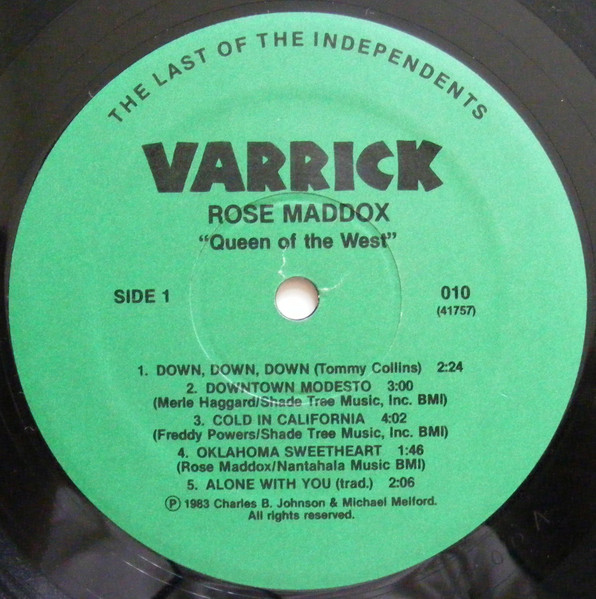 THE LAST OF THE INDEPENDENTS
VARRICK
ROSE MADDOX
“Queen of the West”
SIDE 1
010
(41757)
1. DOWN, DOWN, DOWN (Tommy Collins) 2:24
2. DOWNTOWN MODESTO 3:00
(Merle Haggard/Shade Tree Music, Inc. BMI)
3. COLD IN CALIFORNIA 4:02
(Freddy Powers/Shade Tree Music, Inc. BMI)
4. OKLAHOMA SWEETHEART 1:46
(Rose Maddox/Nantahala Music BMI)
5. ALONE WITH YOU (trad.) 2:06
℗ 1983 Charles B. Johnson & Michael Melford.
All rights reserved.